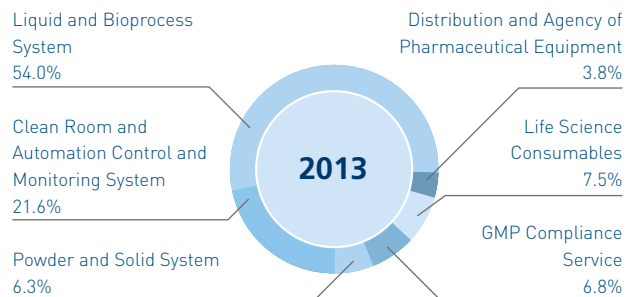 Liquid and Bioprocess
System
54.0%
Clean Room and
Automation Control and
Monitoring System
21.6%
Powder and Solid System
6.3%
2013
Distribution and Agency of
Pharmaceutical Equipment
3.8%
Life Science
Consumables
7.5%
GMP Compliance
Service
6.8%